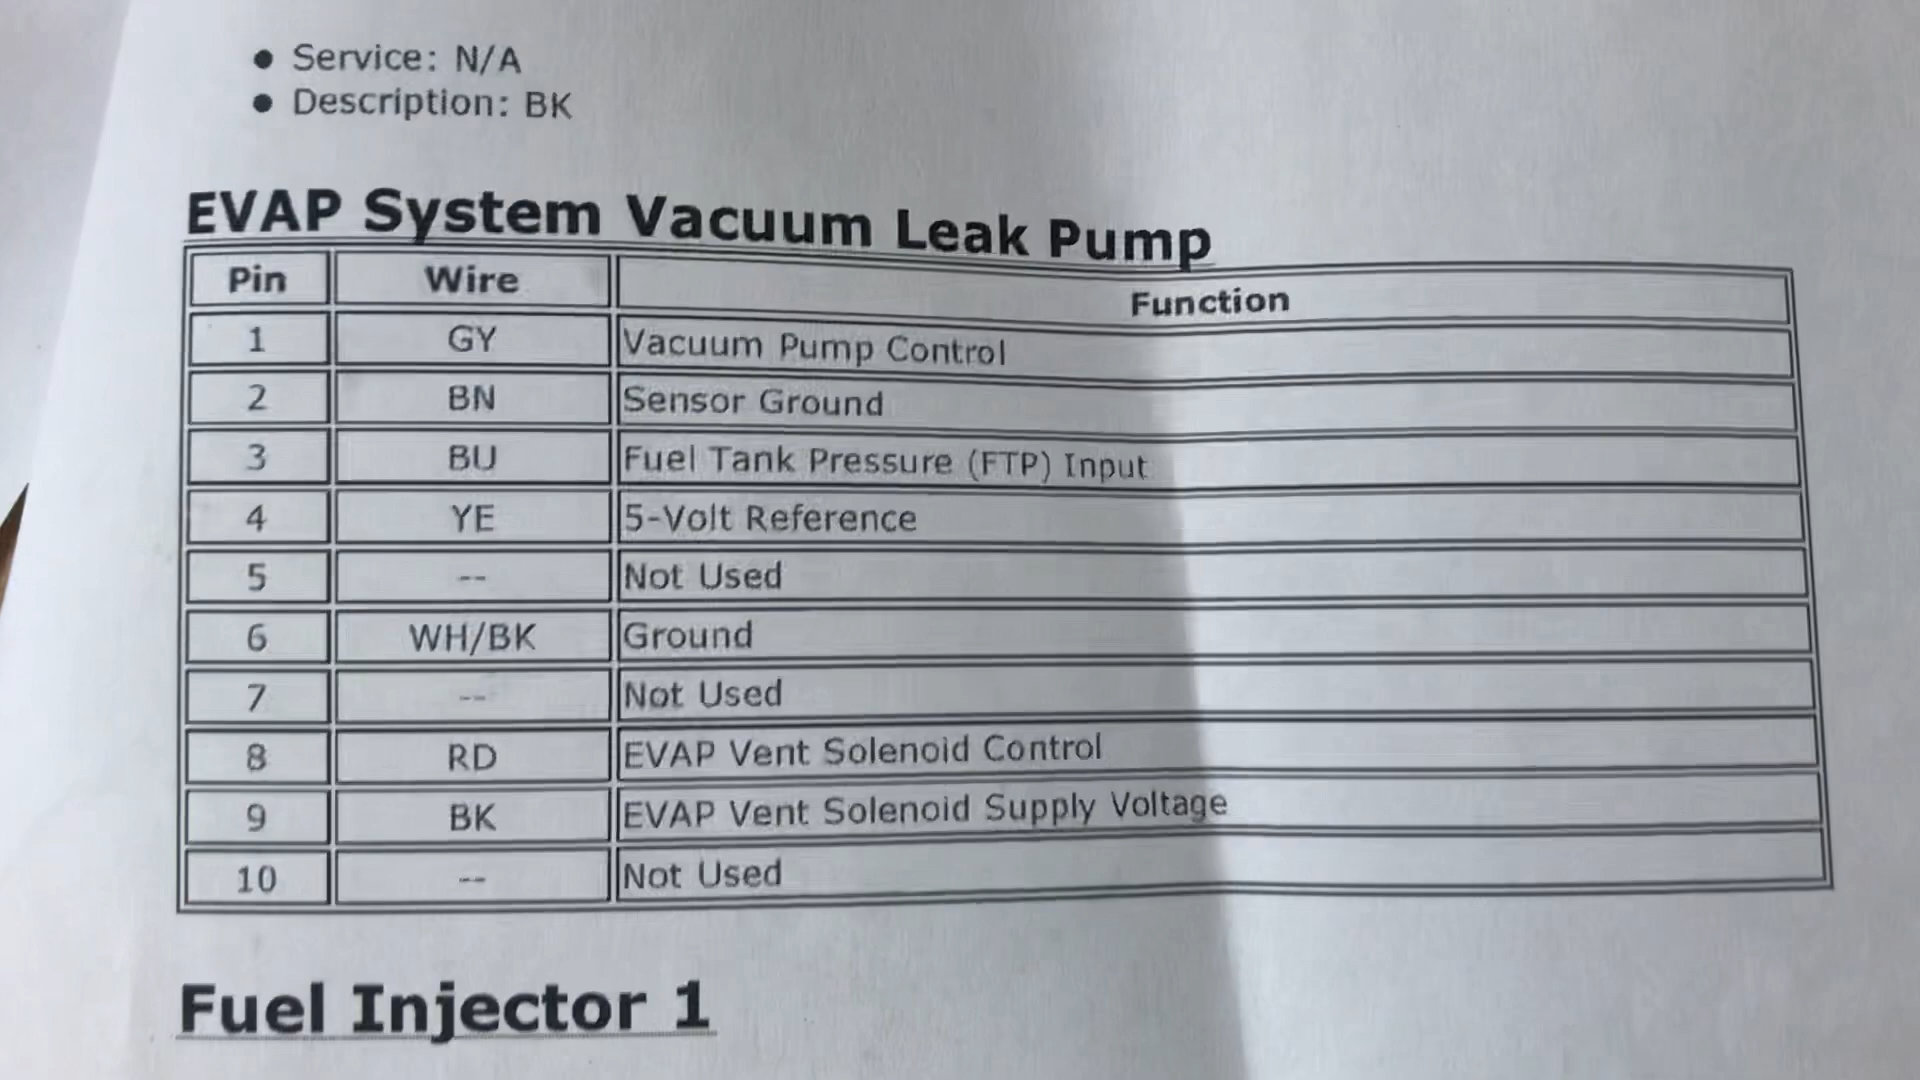 • Service: N/A
• Description: BK
EVAP System Vacuum Leak Pump
Pin Wire Function
1 GY Vacuum Pump Control
2 BN Sensor Ground
3 BU Fuel Tank Pressure (FTP) Input
4 YE 5-Volt Reference
5 -- Not Used
6 WH/BK Ground
7 -- Not Used
8 RD EVAP Vent Solenoid Control
9 BK EVAP Vent Solenoid Supply Voltage
10 -- Not Used
Fuel Injector 1